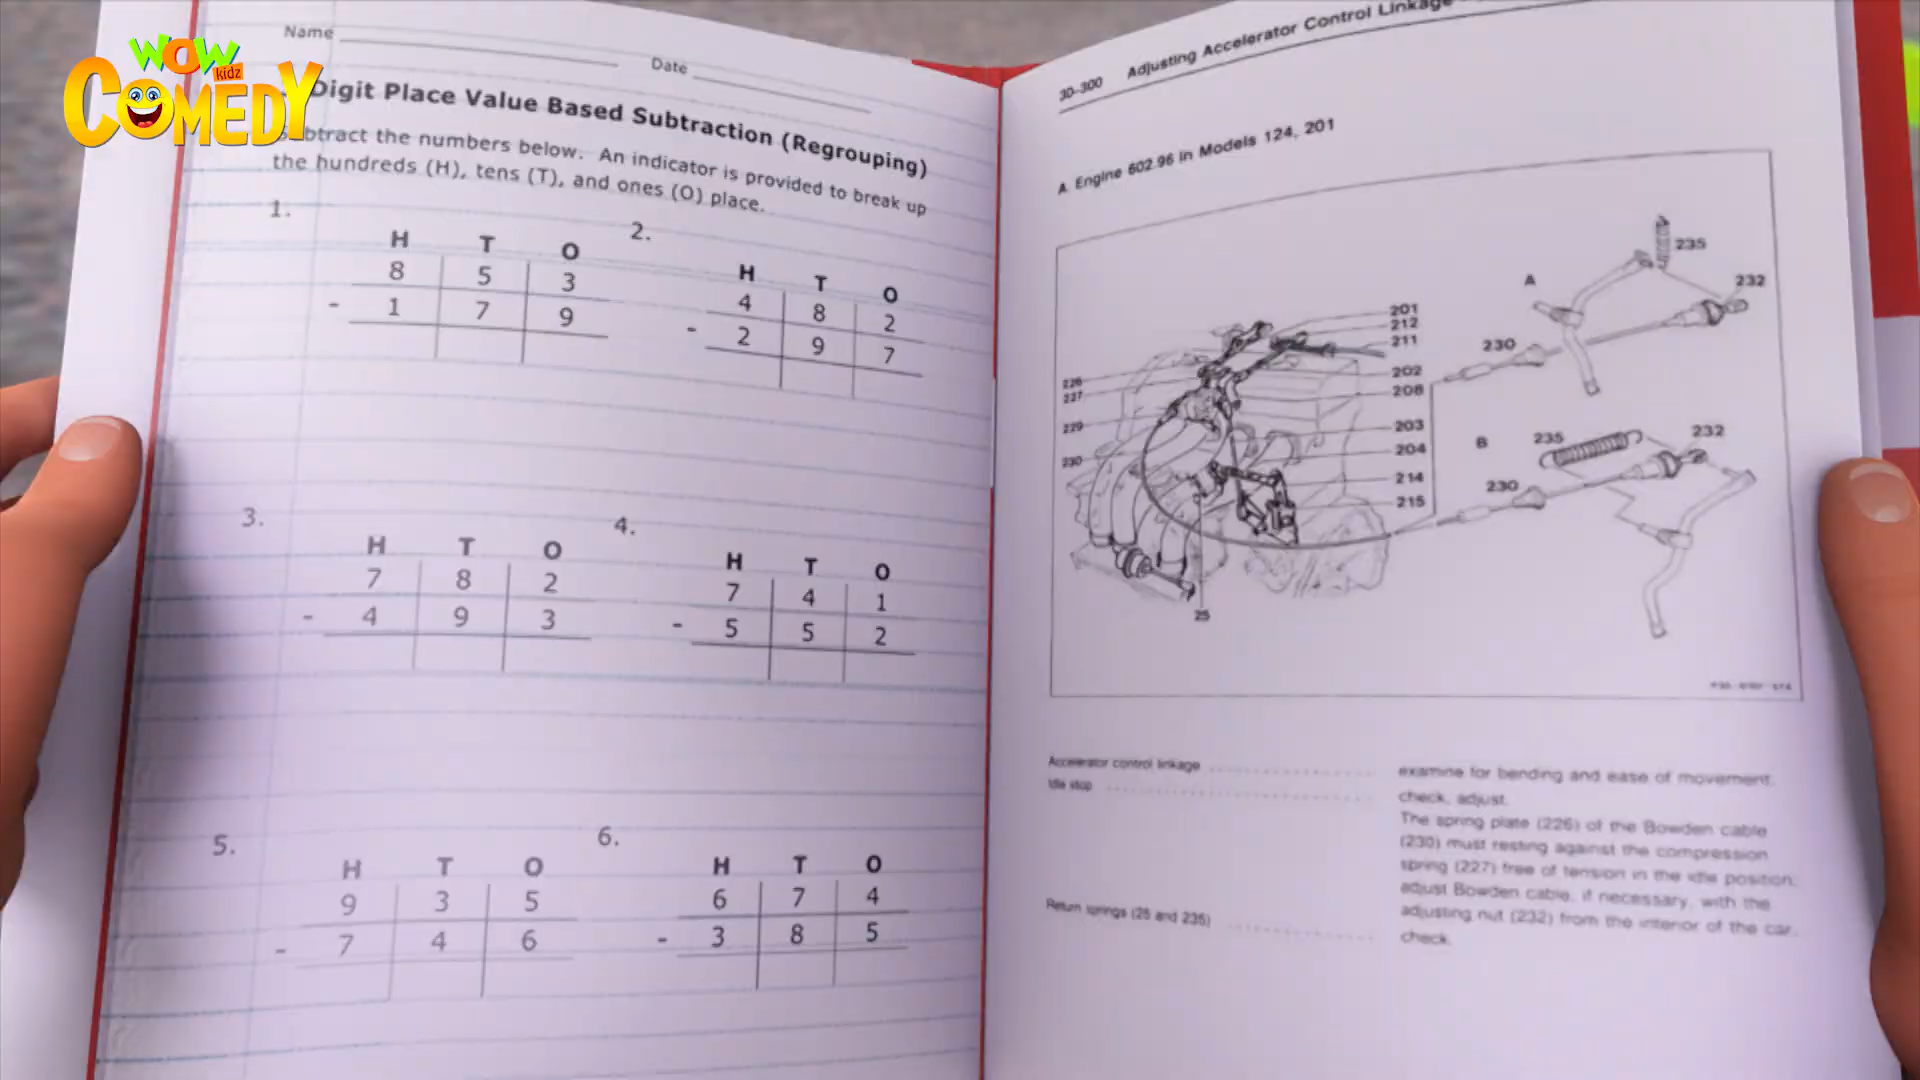 WOW
kidz
COMEDY
Name
Date
Digit Place Value Based Subtraction (Regrouping)
Subtract the numbers below. An indicator is provided to break up
the hundreds (H), tens (T), and ones (O) place.
1.
H T O
8 5 3
- 1 7 9
2.
H T O
4 8 2
- 2 9 7
3.
H T O
7 8 2
- 4 9 3
4.
H T O
7 4 1
- 5 5 2
5.
H T O
9 3 5
- 7 4 6
6.
H T O
6 7 4
- 3 8 5
30-300 Adjusting Accelerator Control Linkage
A Engine 602.96 in Models 124, 201
201
212
211
202
208
203
204
214
215
226
227
229
230
25
A
235
232
230
B
235
232
230
Accelerator control linkage
Idle stop
Return springs (25 and 235)
examine for bending and ease of movement.
check, adjust.
The spring plate (226) of the Bowden cable
(230) must resting against the compression
spring (227) free of tension in the idle position;
adjust Bowden cable, if necessary, with the
adjusting nut (232) from the interior of the car.
check.